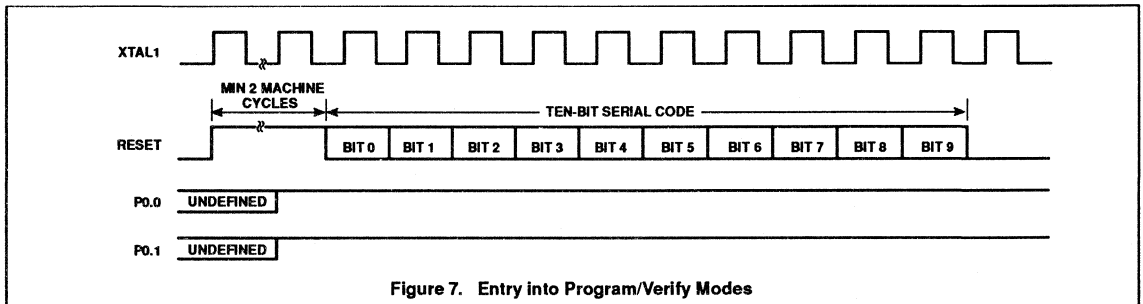 XTAL1
MIN 2 MACHINE
CYCLES
TEN-BIT SERIAL CODE
RESET
BIT 0 BIT 1 BIT 2 BIT 3 BIT 4 BIT 5 BIT 6 BIT 7 BIT 8 BIT 9
P0.0 UNDEFINED
P0.1 UNDEFINED
Figure 7. Entry into Program/Verify Modes